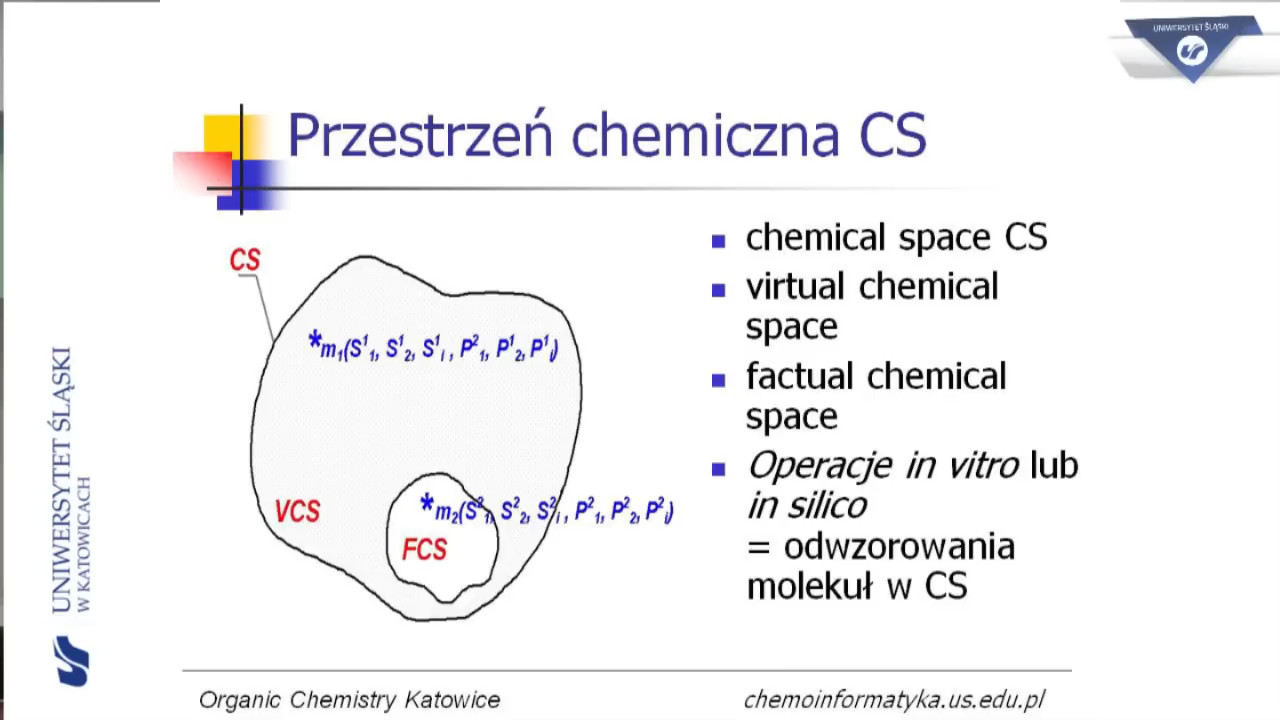 UNIWERSYTET ŚLĄSKI
Przestrzeń chemiczna CS
CS
*m₁(S¹₁, S¹₂, S¹ᵢ , P²₁, P¹₂, P¹ᵢ)
VCS
*m₂(S²₁, S²₂, S²ᵢ , P²₁, P²₂, P²ᵢ)
FCS
chemical space CS
virtual chemical
space
factual chemical
space
Operacje in vitro lub
in silico
= odwzorowania
molekuł w CS
UNIWERSYTET ŚLĄSKI
W KATOWICACH
Organic Chemistry Katowice
chemoinformatyka.us.edu.pl